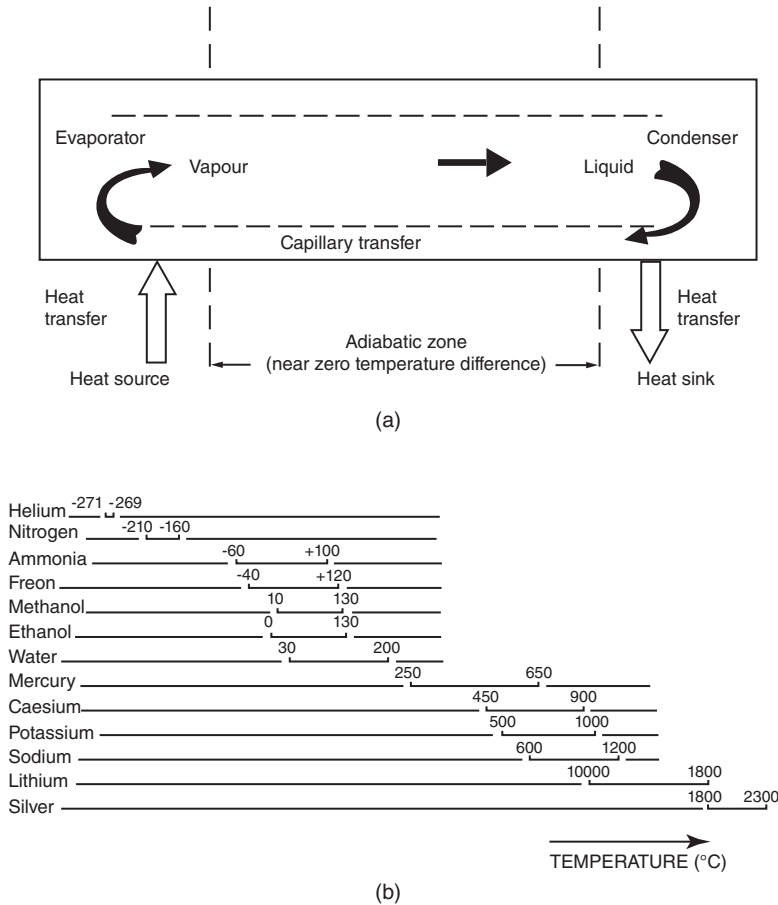 Evaporator
Condenser
Vapour
Liquid
Capillary transfer
Heat
transfer
Heat source
Adiabatic zone
(near zero temperature difference)
Heat
transfer
Heat sink
(a)
Helium -271 -269
Nitrogen -210 -160
Ammonia -60 +100
Freon -40 +120
Methanol 10 130
Ethanol 0 130
Water 30 200
Mercury 250 650
Caesium 450 900
Potassium 500 1000
Sodium 600 1200
Lithium 10000 1800
Silver 1800 2300
TEMPERATURE (°C)
(b)